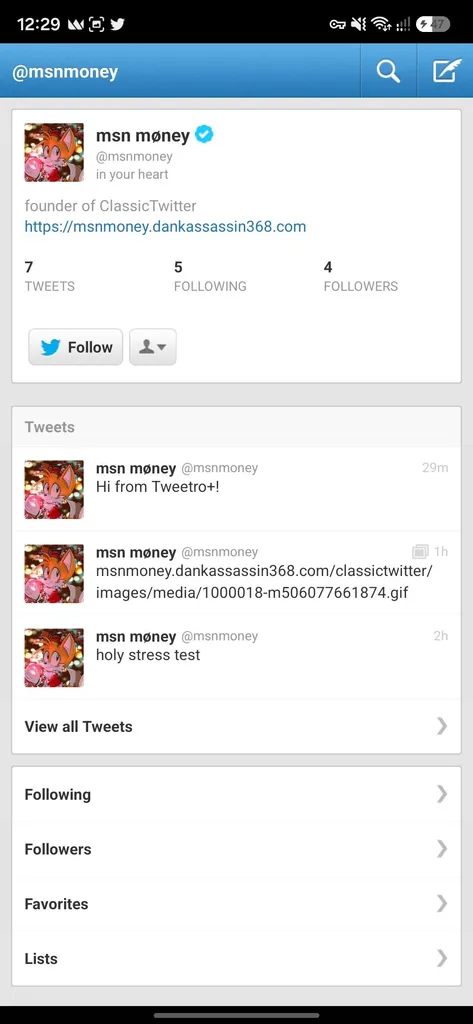 12:29
47
@msnmoney
msn møney
@msnmoney
in your heart
founder of ClassicTwitter
https://msnmoney.dankassassin368.com
7 5 4
TWEETS FOLLOWING FOLLOWERS
Follow
Tweets
msn møney @msnmoney 29m
Hi from Tweetro+!
msn møney @msnmoney 1h
msnmoney.dankassassin368.com/classictwitter/
images/media/1000018-m506077661874.gif
msn møney @msnmoney 2h
holy stress test
View all Tweets
Following
Followers
Favorites
Lists